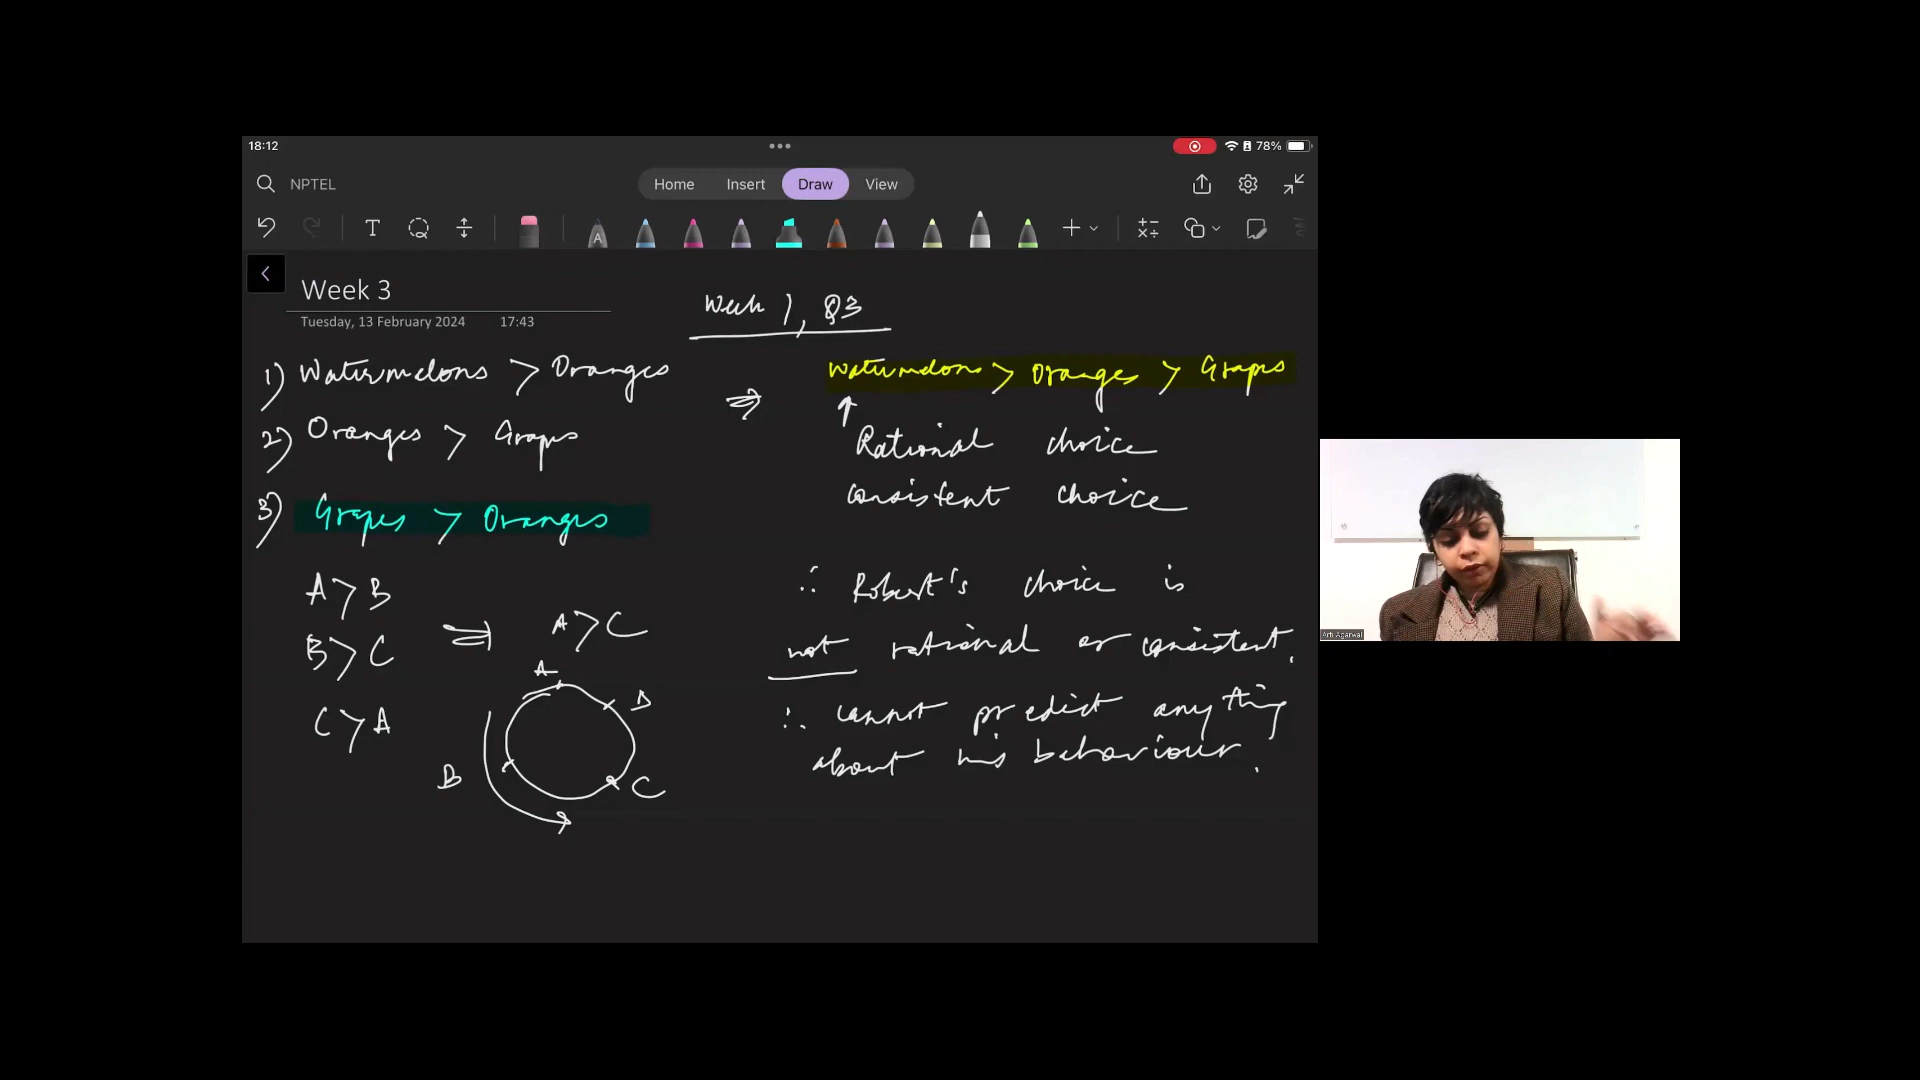 18:12
78%
NPTEL
Home Insert Draw View
T
A
Week 3
Tuesday, 13 February 2024 17:43
Week 1, Q3
1) Watermelons > Oranges
⇒ Watermelons > Oranges > Grapes
2) Oranges > Grapes
↑ Rational choice
consistent choice
3) Grapes > Oranges
A > B
B > C
⇒ A > C
C > A
A
B
C
B
∴ Robert's choice is
not rational or consistent.
∴ cannot predict anything
about his behaviour.
Arti Agarwal